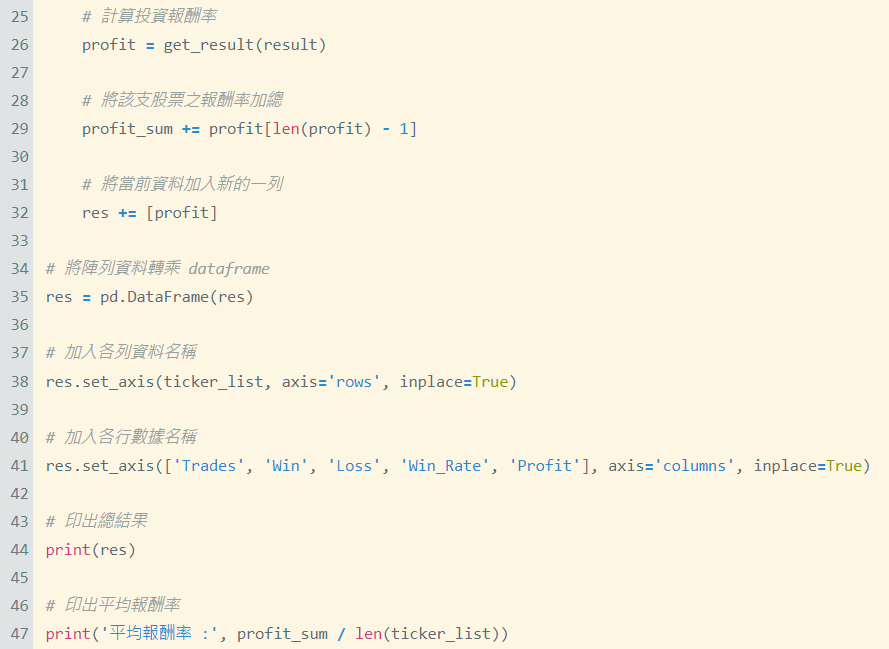 25     # 計算投資報酬率
26     profit = get_result(result)
27
28     # 將該支股票之報酬率加總
29     profit_sum += profit[len(profit) - 1]
30
31     # 將當前資料加入新的一列
32     res += [profit]
33
34 # 將陣列資料轉乘 dataframe
35 res = pd.DataFrame(res)
36
37 # 加入各列資料名稱
38 res.set_axis(ticker_list, axis='rows', inplace=True)
39
40 # 加入各行數據名稱
41 res.set_axis(['Trades', 'Win', 'Loss', 'Win_Rate', 'Profit'], axis='columns', inplace=True)
42
43 # 印出總結果
44 print(res)
45
46 # 印出平均報酬率
47 print('平均報酬率 :', profit_sum / len(ticker_list))